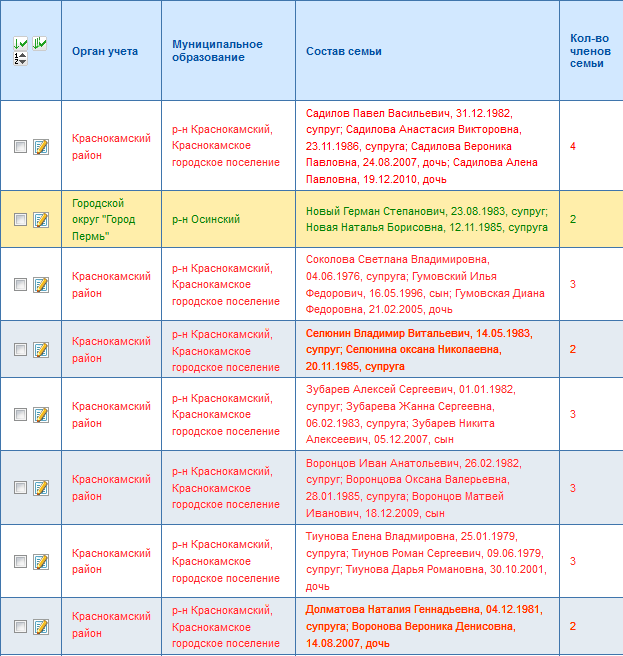 Орган учета
Муниципальное
образование
Состав семьи
Кол-во
членов
семьи
Краснокамский
район
р-н Краснокамский,
Краснокамское
городское поселение
Садилов Павел Васильевич, 31.12.1982,
супруг; Садилова Анастасия Викторовна,
23.11.1986, супруга; Садилова Вероника
Павловна, 24.08.2007, дочь; Садилова Алена
Павловна, 19.12.2010, дочь
4
Городской
округ "Город
Пермь"
р-н Осинский
Новый Герман Степанович, 23.08.1983, супруг;
Новая Наталья Борисовна, 12.11.1985, супруга
2
Краснокамский
район
р-н Краснокамский,
Краснокамское
городское поселение
Соколова Светлана Владимировна,
04.06.1976, супруга; Гумовский Илья
Федорович, 16.05.1996, сын; Гумовская Диана
Федоровна, 21.02.2005, дочь
3
Краснокамский
район
р-н Краснокамский,
Краснокамское
городское поселение
Селюнин Владимир Витальевич, 14.05.1983,
супруг; Селюнина оксана Николаевна,
20.11.1985, супруга
2
Краснокамский
район
р-н Краснокамский,
Краснокамское
городское поселение
Зубарев Алексей Сергеевич, 01.01.1982,
супруг; Зубарева Жанна Сергеевна,
06.02.1983, супруга; Зубарев Никита
Алексеевич, 05.12.2007, сын
3
Краснокамский
район
р-н Краснокамский,
Краснокамское
городское поселение
Воронцов Иван Анатольевич, 26.02.1982,
супруг; Воронцова Оксана Валерьевна,
28.01.1985, супруга; Воронцов Матвей
Иванович, 18.12.2009, сын
3
Краснокамский
район
р-н Краснокамский,
Краснокамское
городское поселение
Тиунова Елена Владмировна, 25.01.1979,
супруга; Тиунов Роман Сергеевич, 09.06.1979,
супруг; Тиунова Дарья Романовна, 30.10.2001,
дочь
3
Краснокамский
район
р-н Краснокамский,
Краснокамское
городское поселение
Долматова Наталия Геннадьевна, 04.12.1981,
супруга; Воронова Вероника Денисовна,
14.08.2007, дочь
2